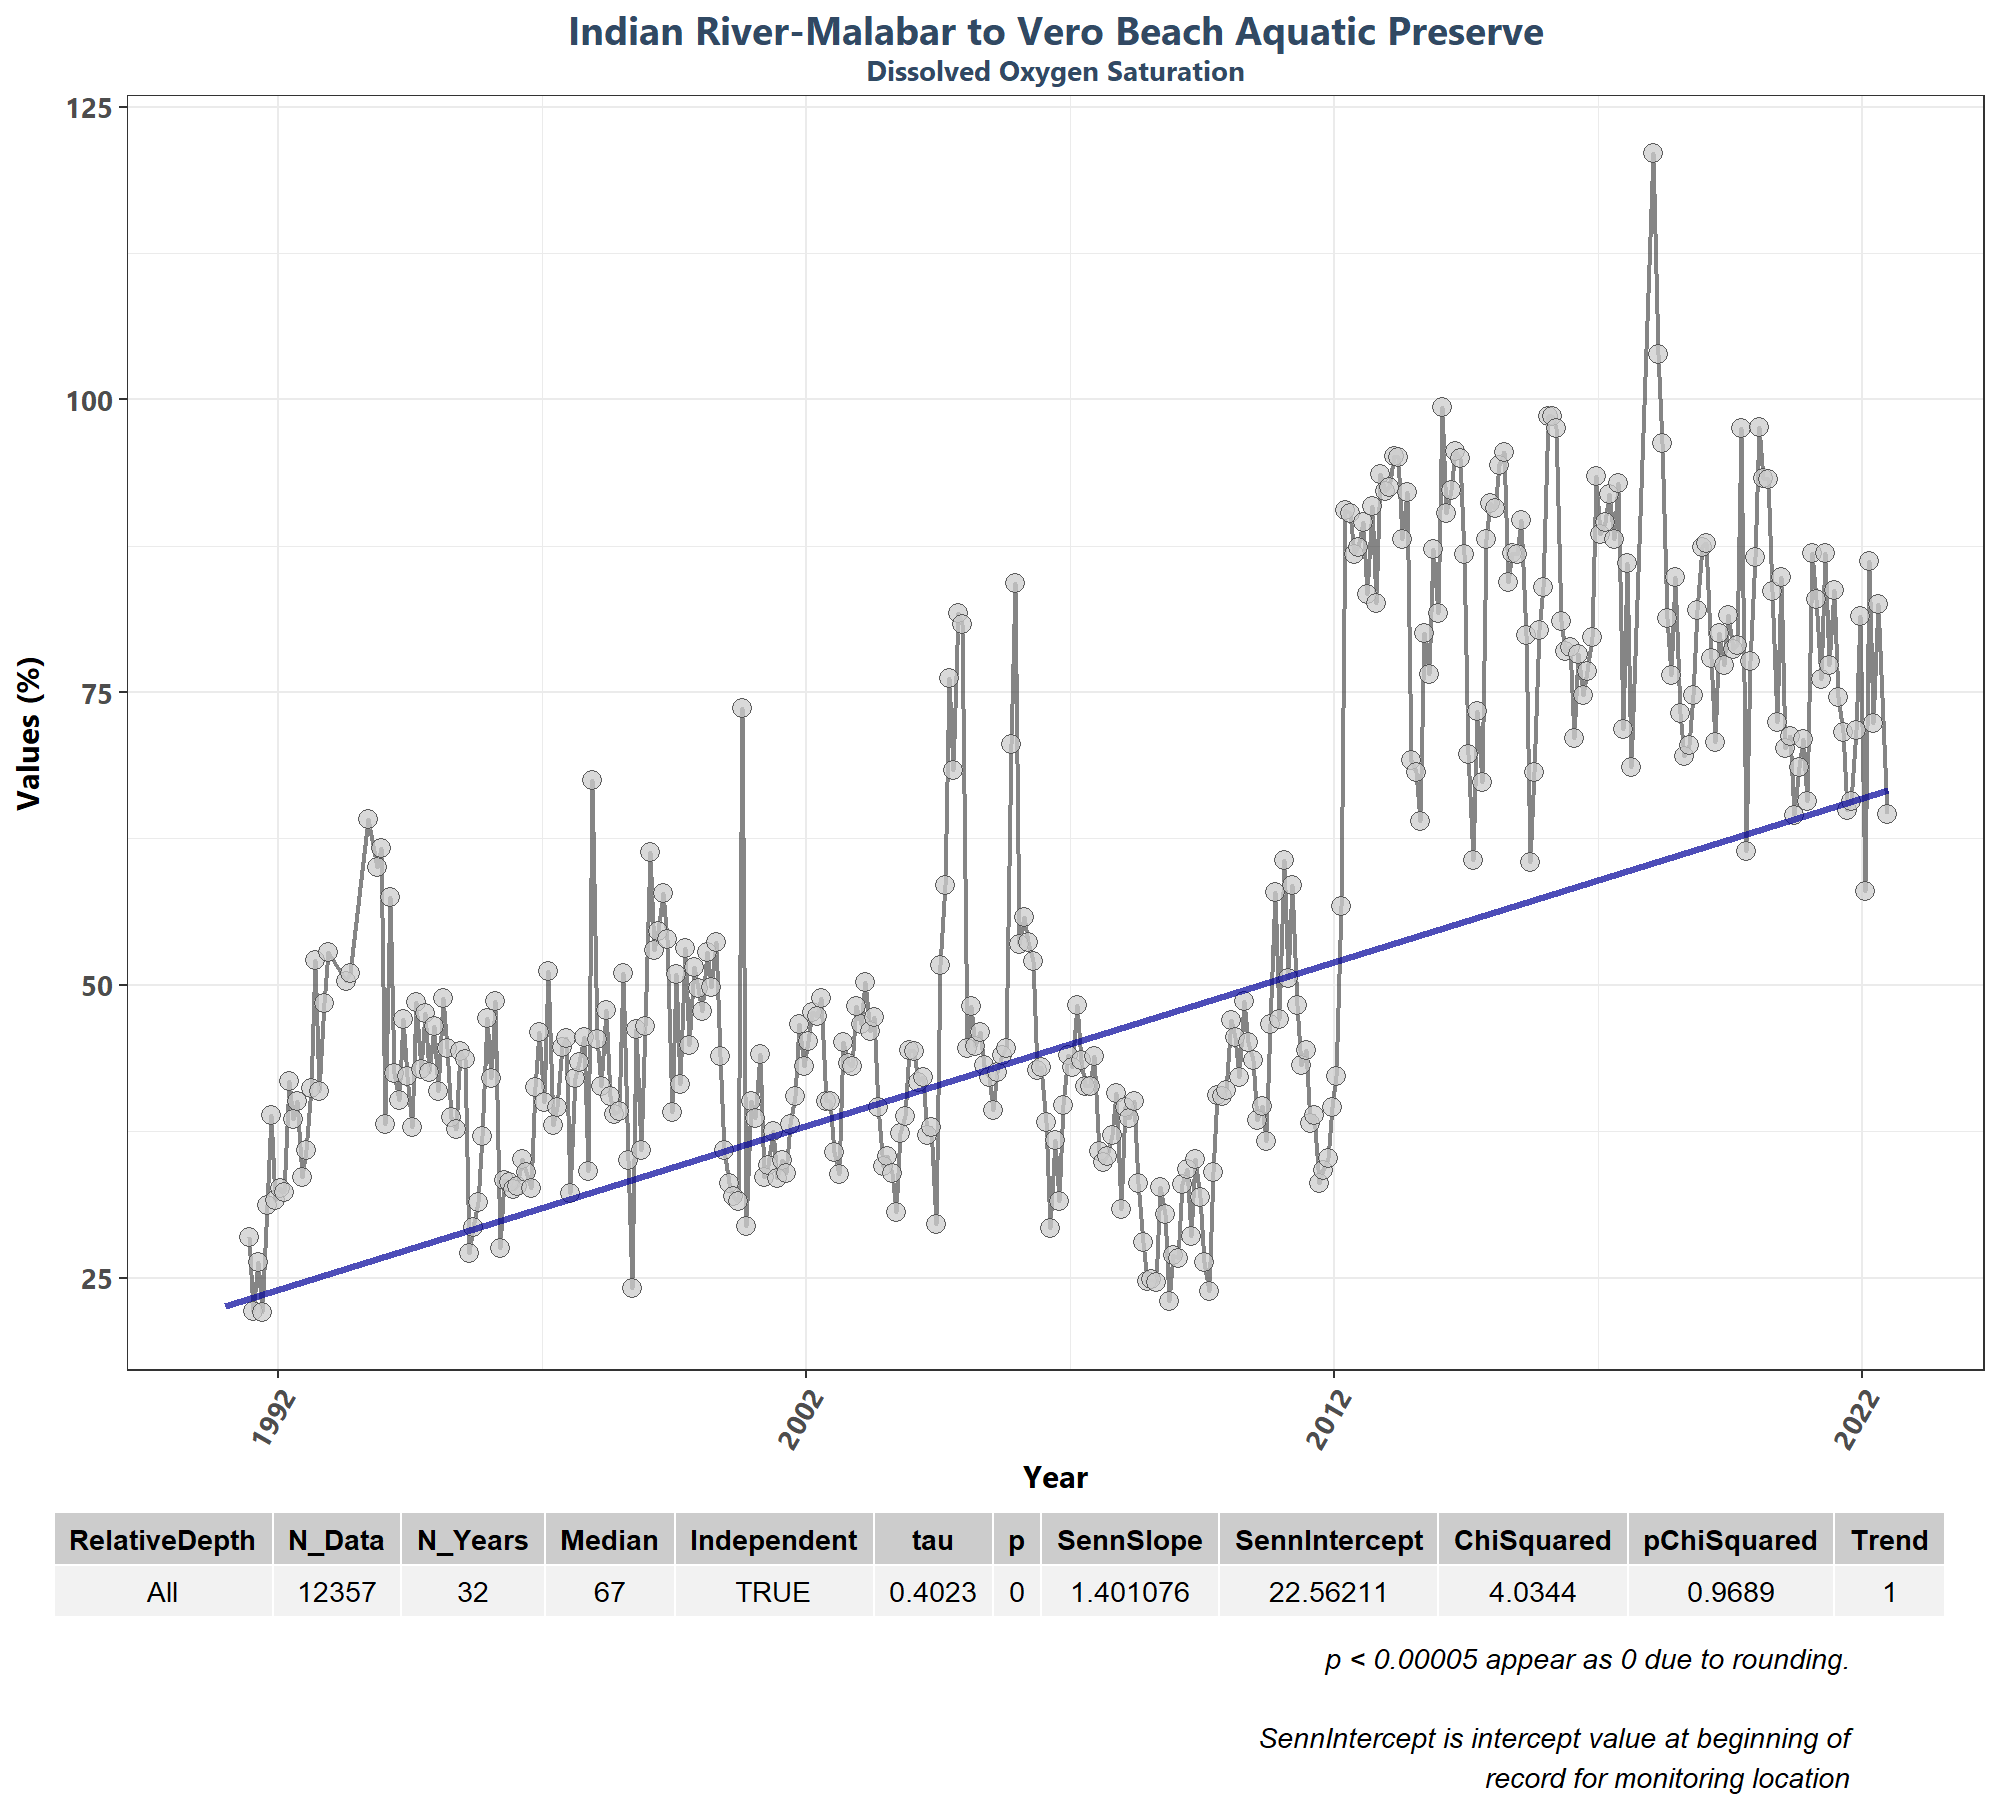 Indian River-Malabar to Vero Beach Aquatic Preserve
Dissolved Oxygen Saturation
125
100
75
50
25
Values (%)
1992
2002
2012
2022
Year
RelativeDepth N_Data N_Years Median Independent tau p SennSlope SennIntercept ChiSquared pChiSquared Trend
All 12357 32 67 TRUE 0.4023 0 1.401076 22.56211 4.0344 0.9689 1
p < 0.00005 appear as 0 due to rounding.
SennIntercept is intercept value at beginning of
record for monitoring location